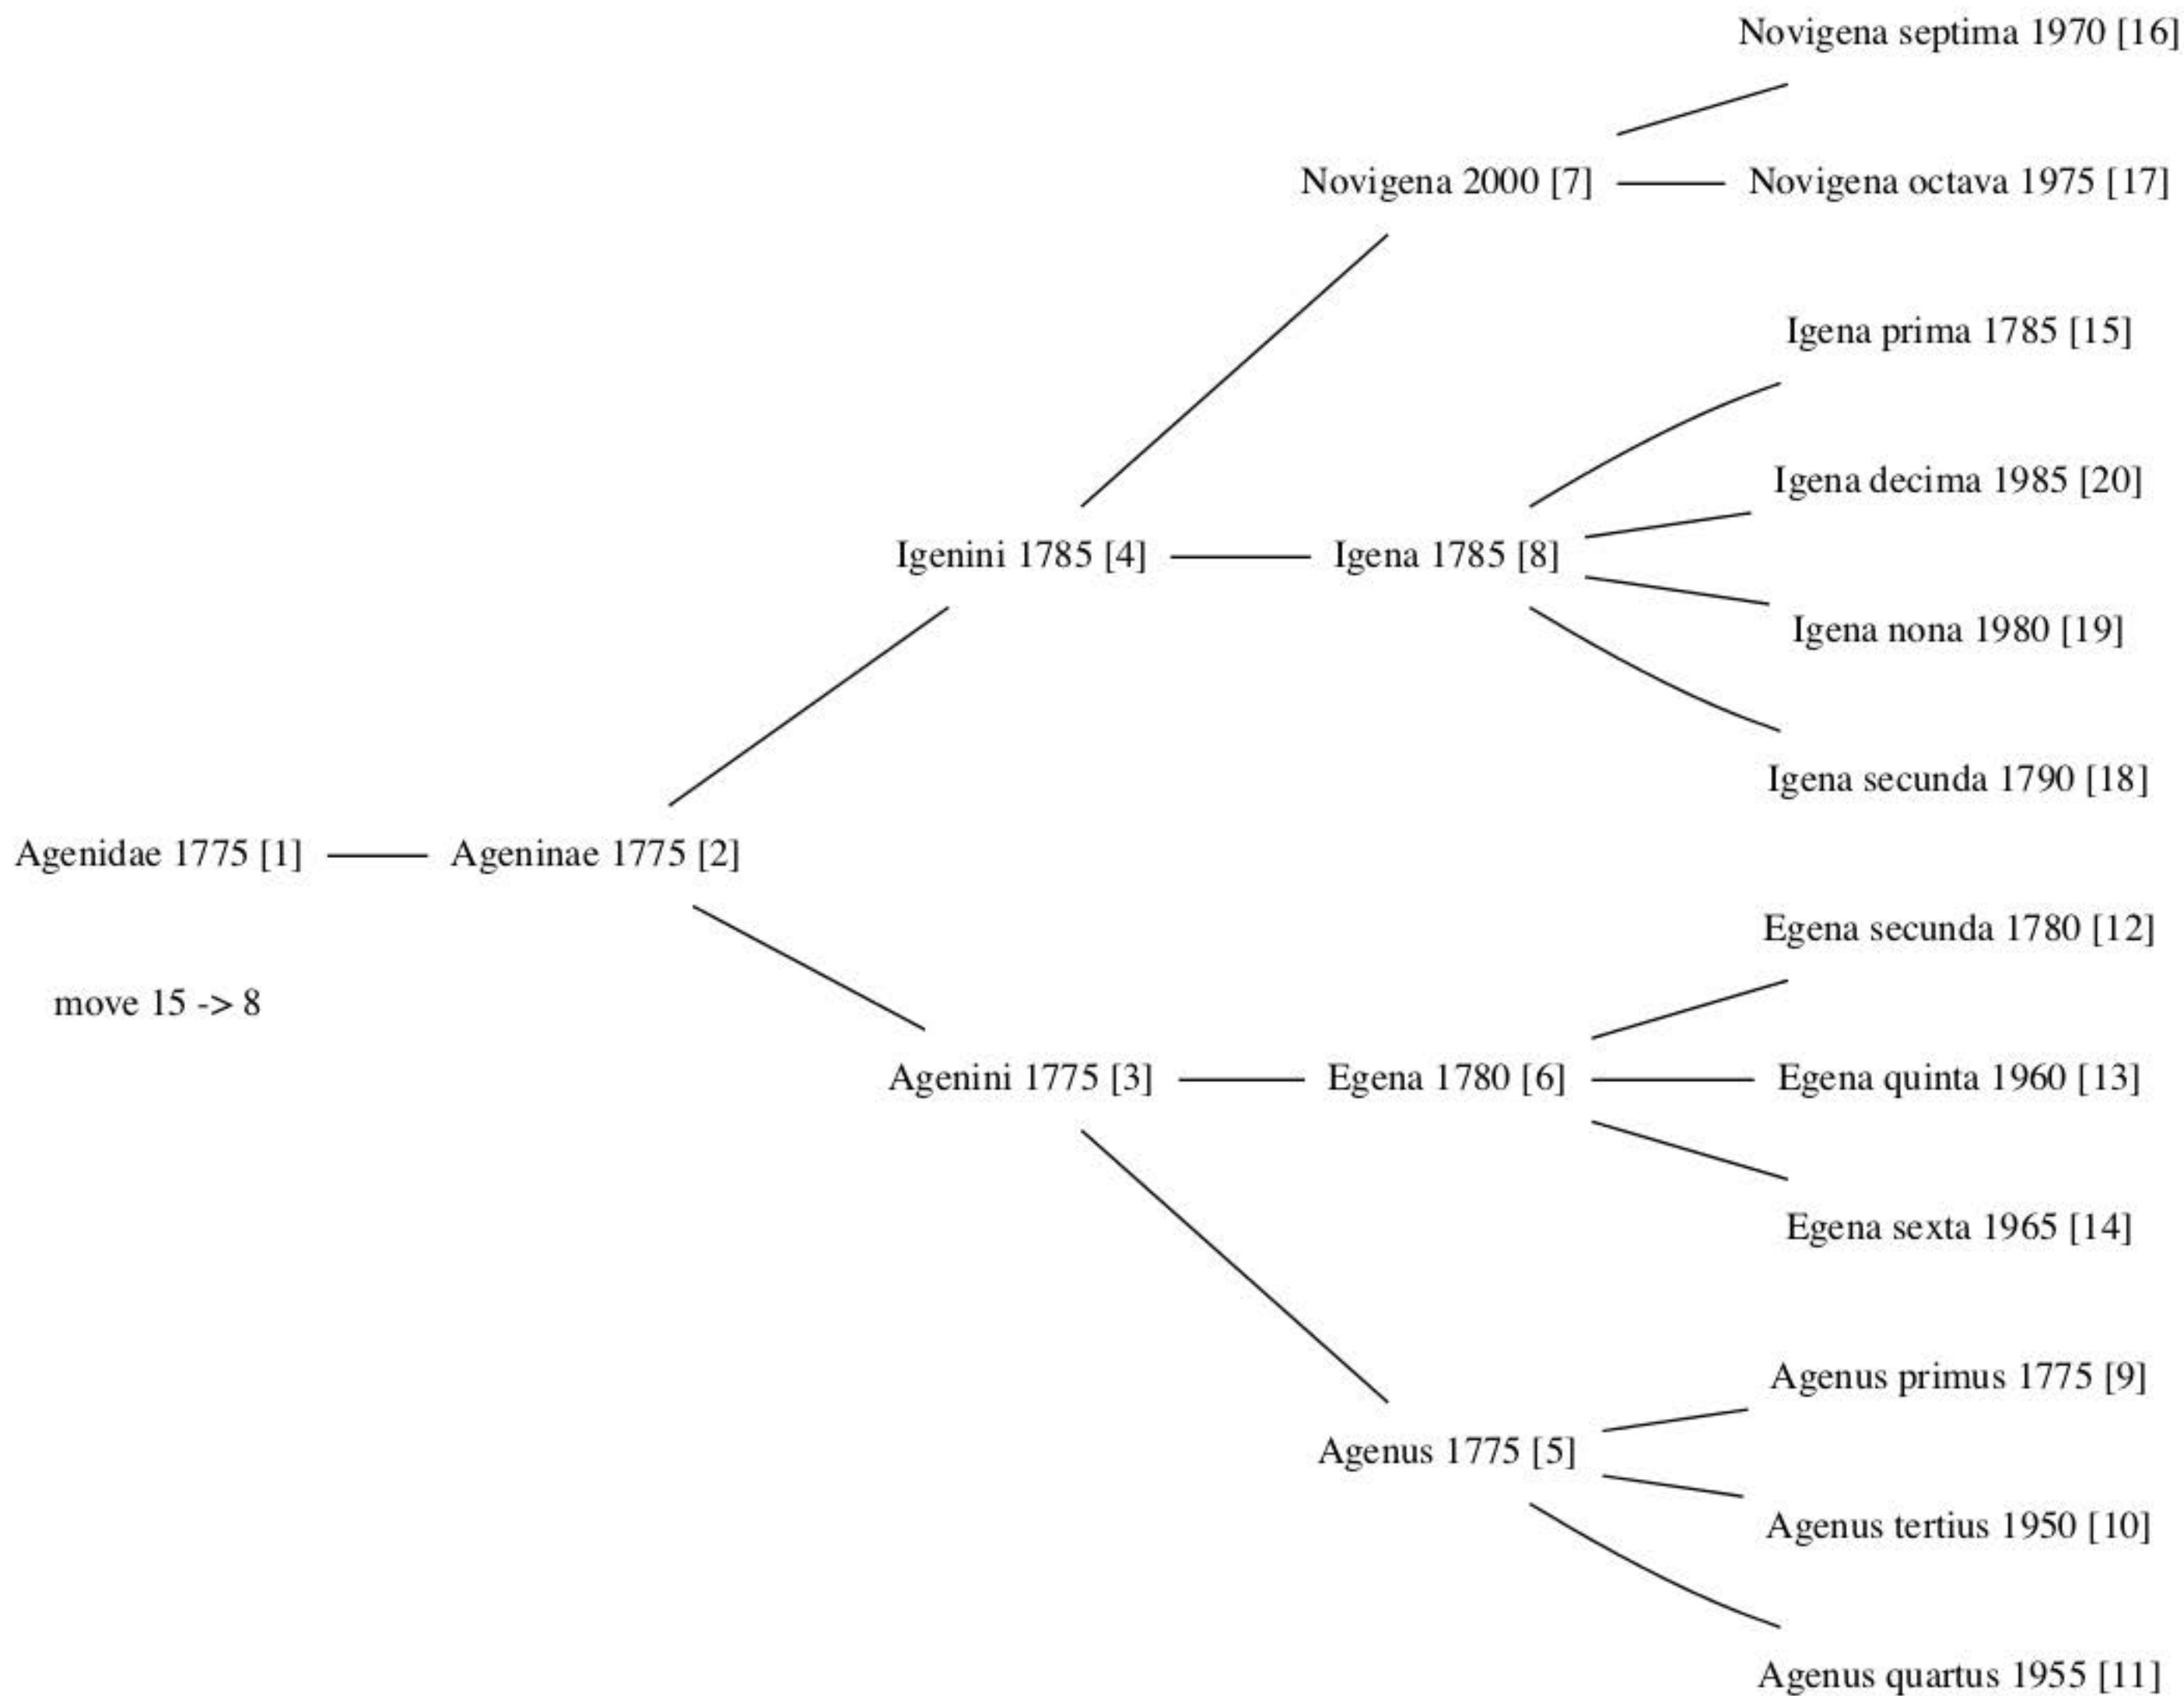 Novigena septima 1970 [16]
Novigena 2000 [7]
Novigena octava 1975 [17]
Igena prima 1785 [15]
Igena decima 1985 [20]
Igenini 1785 [4]
Igena 1785 [8]
Igena nona 1980 [19]
Igena secunda 1790 [18]
Agenidae 1775 [1]
Ageninae 1775 [2]
Egena secunda 1780 [12]
move 15 -> 8
Agenini 1775 [3]
Egena 1780 [6]
Egena quinta 1960 [13]
Egena sexta 1965 [14]
Agenus primus 1775 [9]
Agenus 1775 [5]
Agenus tertius 1950 [10]
Agenus quartus 1955 [11]